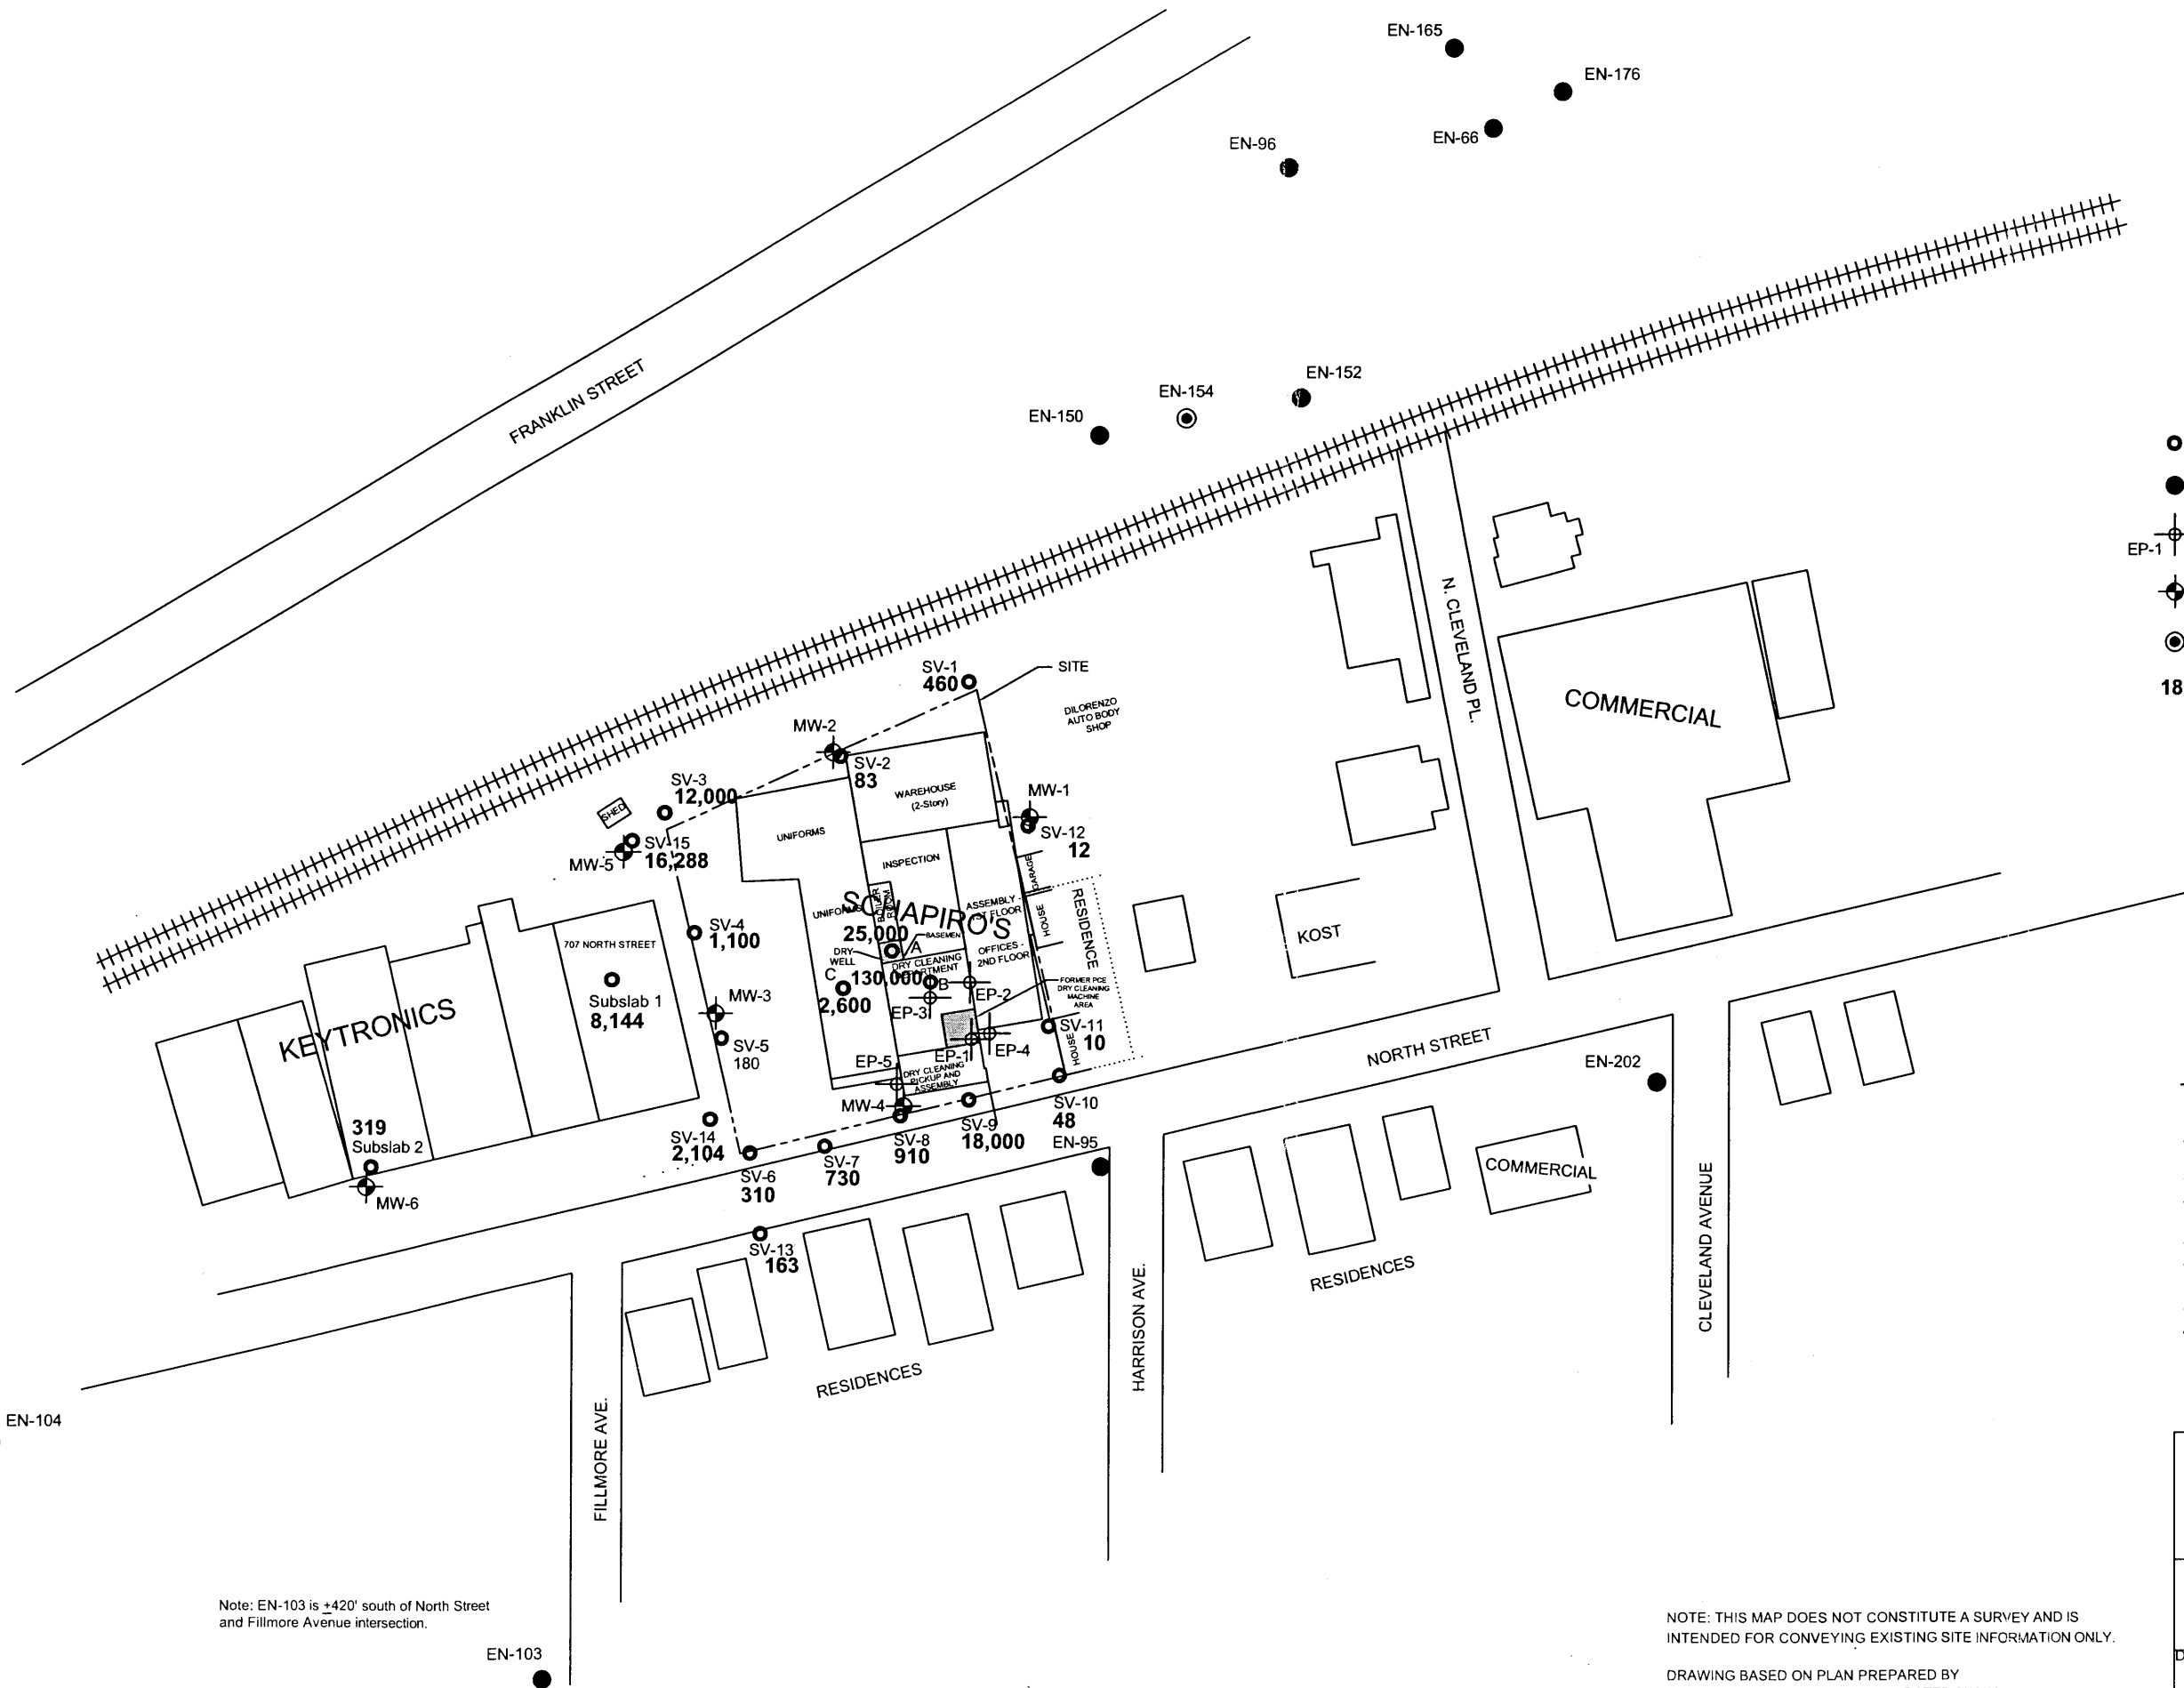 EN-165
EN-176
EN-66
EN-96
FRANKLIN STREET
EN-152
EN-154
EN-150
EP-1
18
SV-1
460
SITE
DILORENZO
AUTO BODY
SHOP
N. CLEVELAND PL.
COMMERCIAL
MW-2
SV-2
83
SV-3
12,000
SHED
WAREHOUSE
(2-Story)
MW-1
SV-12
12
UNIFORMS
SV-15
16,288
MW-5
INSPECTION
GARAGE
BOILER
ROOM
SCHAPIRO'S
UNIFORMS
ASSEMBLY -
1ST FLOOR
HOUSE
RESIDENCE
KOST
SV-4
1,100
25,000
A
BASEMEN
DRY
WELL
OFFICES -
2ND FLOOR
707 NORTH STREET
DRY CLEANING
DEPARTMENT
C
130,000
B
2,600
FORMER PCE
DRY CLEANING
MACHINE
AREA
Subslab 1
8,144
MW-3
EP-2
EP-3
KEYTRONICS
SV-5
180
SV-11
10
HOUSE
EP-1
EP-4
EP-5
DRY CLEANING
PICKUP AND
ASSEMBLY
NORTH STREET
EN-202
MW-4
SV-10
48
SV-9
18,000
SV-8
910
EN-95
319
Subslab 2
MW-6
SV-14
2,104
SV-7
730
SV-6
310
COMMERCIAL
SV-13
163
RESIDENCES
RESIDENCES
HARRISON AVE.
CLEVELAND AVENUE
FILLMORE AVE.
EN-104
Note: EN-103 is ±420' south of North Street
and Fillmore Avenue intersection.
EN-103
NOTE: THIS MAP DOES NOT CONSTITUTE A SURVEY AND IS
INTENDED FOR CONVEYING EXISTING SITE INFORMATION ONLY.
DRAWING BASED ON PLAN PREPARED BY